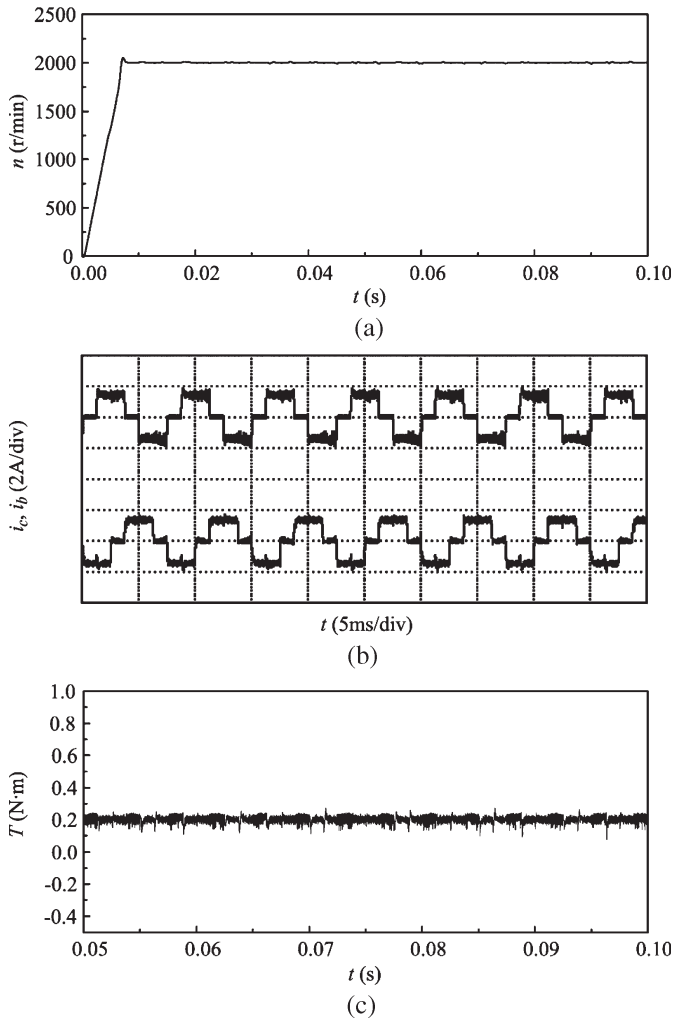 2500
2000
1500
1000
500
0
n (r/min)
0.00 0.02 0.04 0.06 0.08 0.10
t (s)
(a)
i_c, i_b (2A/div)
t (5ms/div)
(b)
1.0
0.8
0.6
0.4
0.2
0.0
-0.2
-0.4
T (N·m)
0.05 0.06 0.07 0.08 0.09 0.10
t (s)
(c)